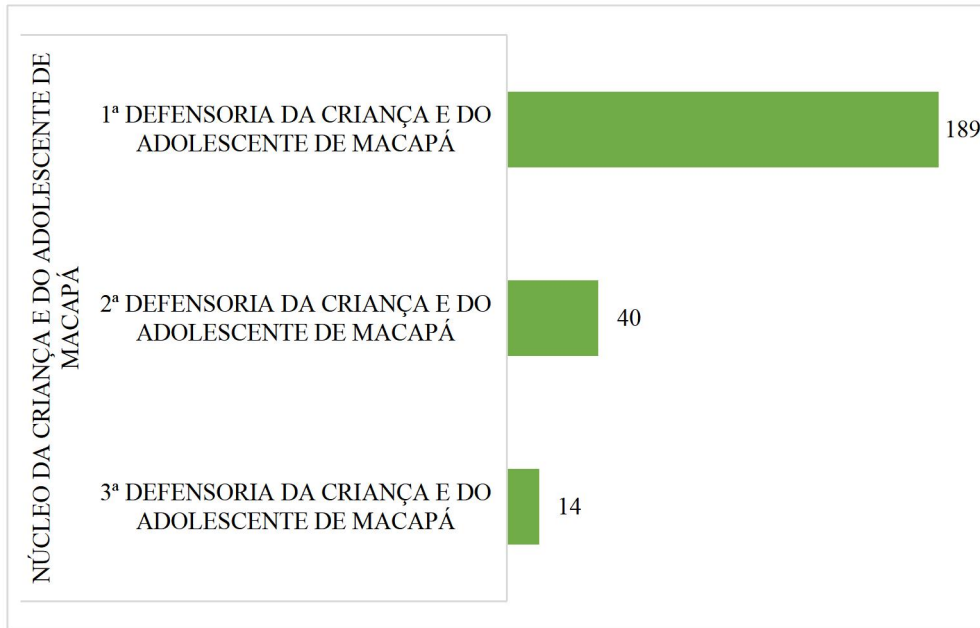 NÚCLEO DA CRIANÇA E DO ADOLESCENTE DE
MACAPÁ
1ª DEFENSORIA DA CRIANÇA E DO
ADOLESCENTE DE MACAPÁ
189
2ª DEFENSORIA DA CRIANÇA E DO
ADOLESCENTE DE MACAPÁ
40
3ª DEFENSORIA DA CRIANÇA E DO
ADOLESCENTE DE MACAPÁ
14